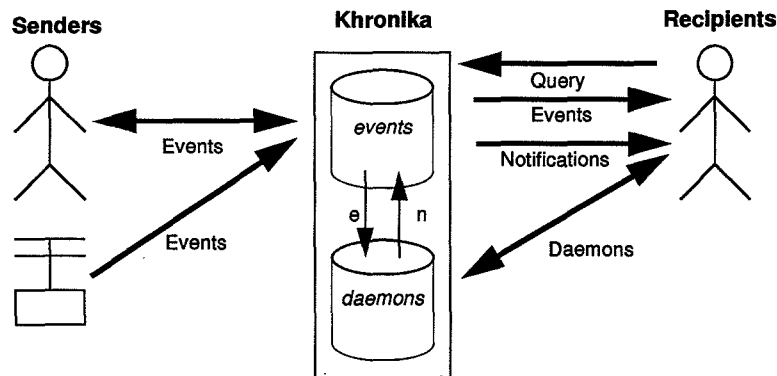 Senders
Khronika
Recipients
Query
events
Events
Events
Notifications
e
n
Events
Daemons
daemons